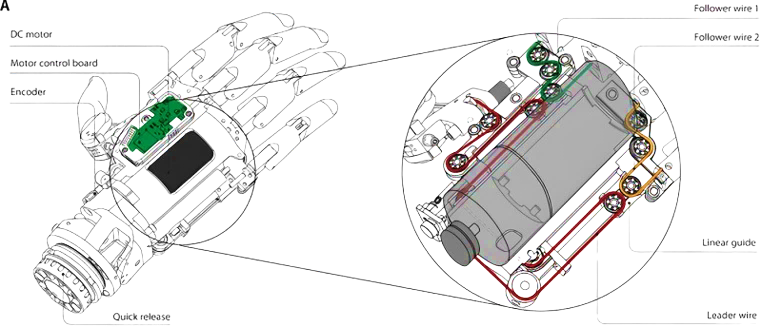 A
DC motor
Motor control board
Encoder
Quick release
Follower wire 1
Follower wire 2
Linear guide
Leader wire